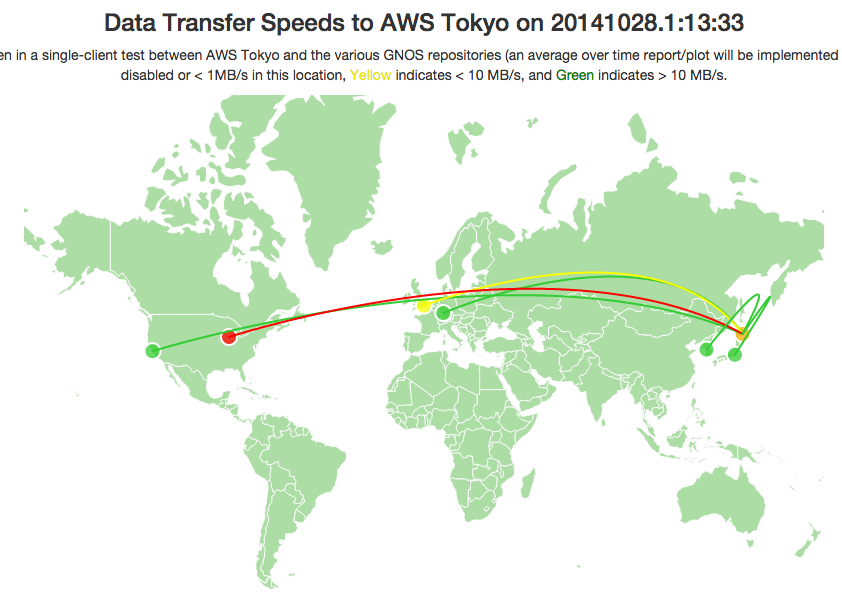 Data Transfer Speeds to AWS Tokyo on 20141028.1:13:33
in a single-client test between AWS Tokyo and the various GNOS repositories (an average over time report/plot will be implemented
disabled or < 1MB/s in this location, Yellow indicates < 10 MB/s, and Green indicates > 10 MB/s.